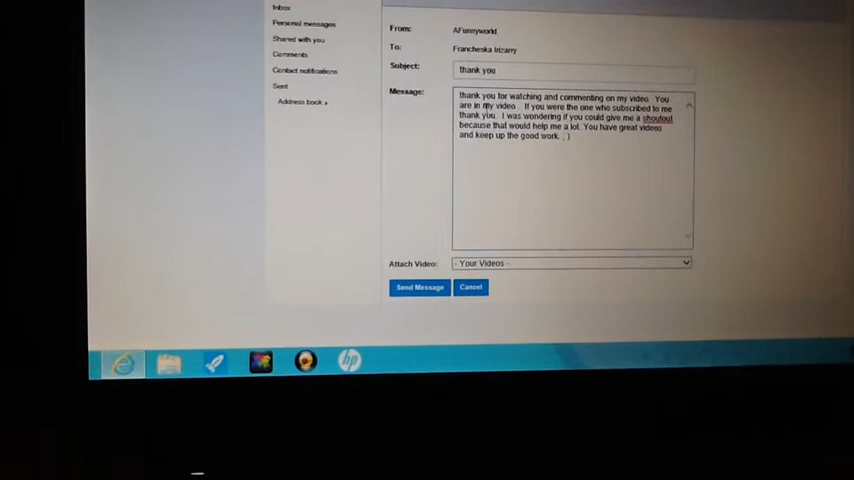 Inbox
Personal messages
Shared with you
Comments
Contact notifications
Sent
Address book »
From: AFunnyworld
To: Francheska Irizarry
Subject: thank you
Message: thank you for watching and commenting on my video. You
are in my video. If you were the one who subscribed to me
thank you. I was wondering if you could give me a shoutout
because that would help me a lot. You have great videos
and keep up the good work. ; )
Attach Video: - Your Videos -
Send Message Cancel
hp